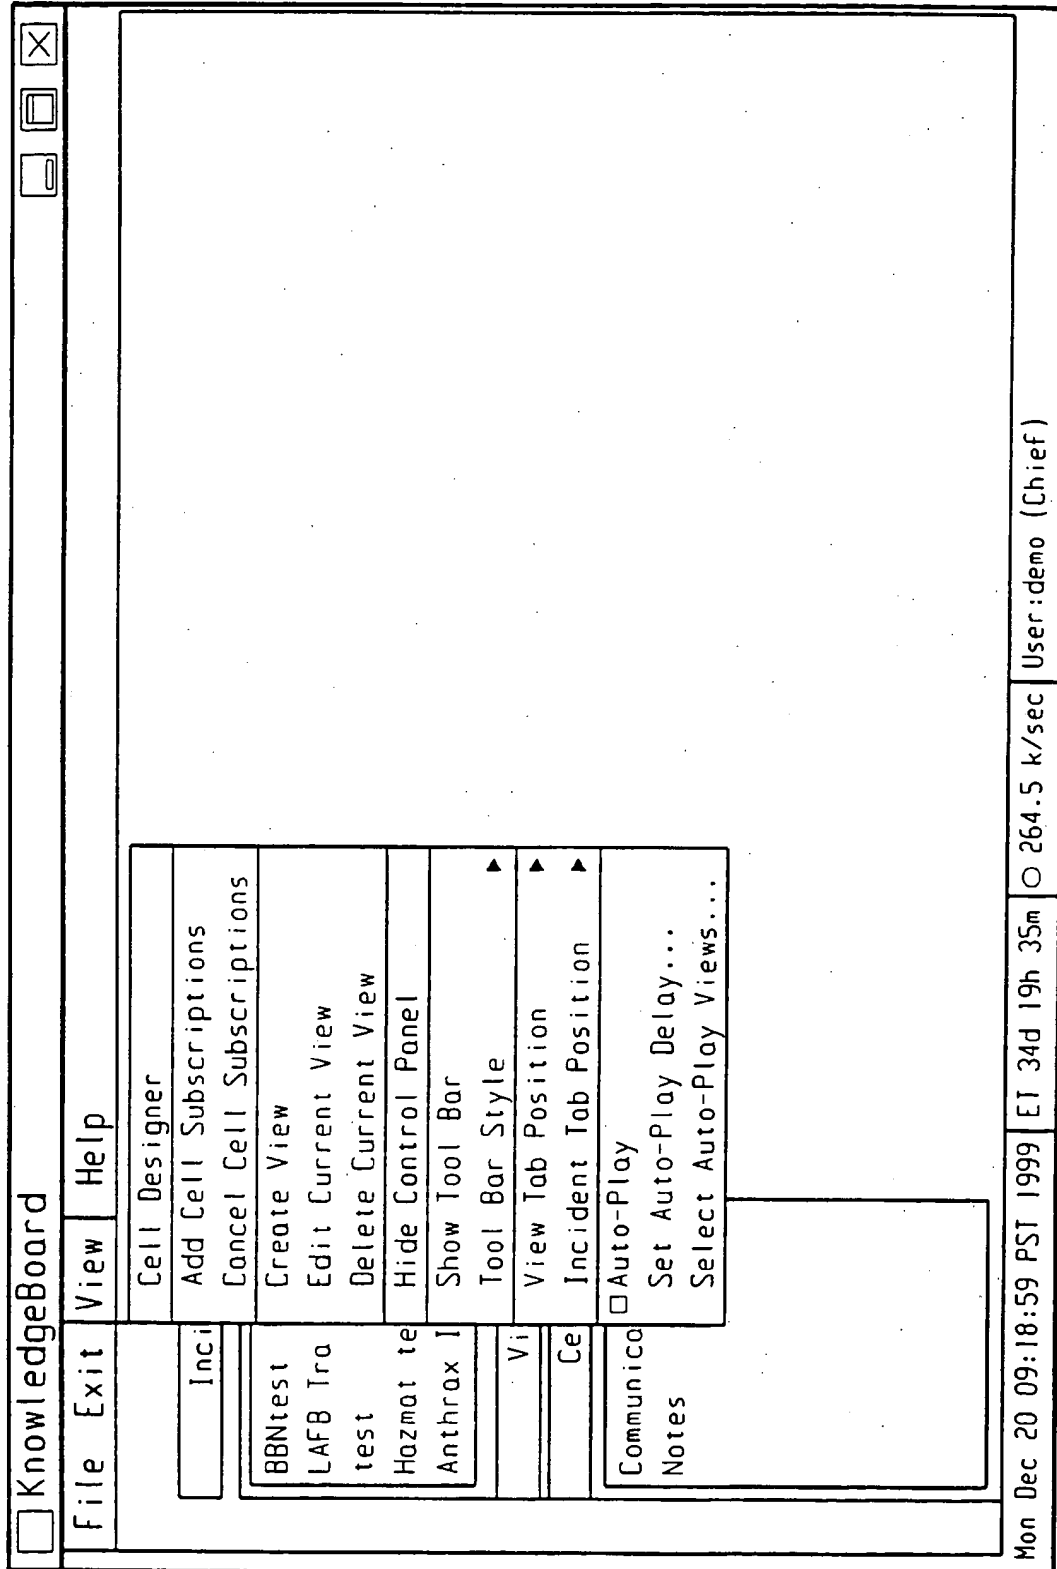 KnowledgeBoard
File Exit View Help
Cell Designer
Add Cell Subscriptions
Cancel Cell Subscriptions
Create View
Edit Current View
Delete Current View
Hide Control Panel
Show Tool Bar
Tool Bar Style
View Tab Position
Incident Tab Position
Auto-Play
Set Auto-Play Delay...
Select Auto-Play Views...
Inci
BBNtest
LAFB Tra
test
Hazmat te
Anthrax I
Vi
Ce
Communica
Notes
Mon Dec 20 09:18:59 PST 1999 ET 34d 19h 35m 264.5 k/sec User:demo (Chief)